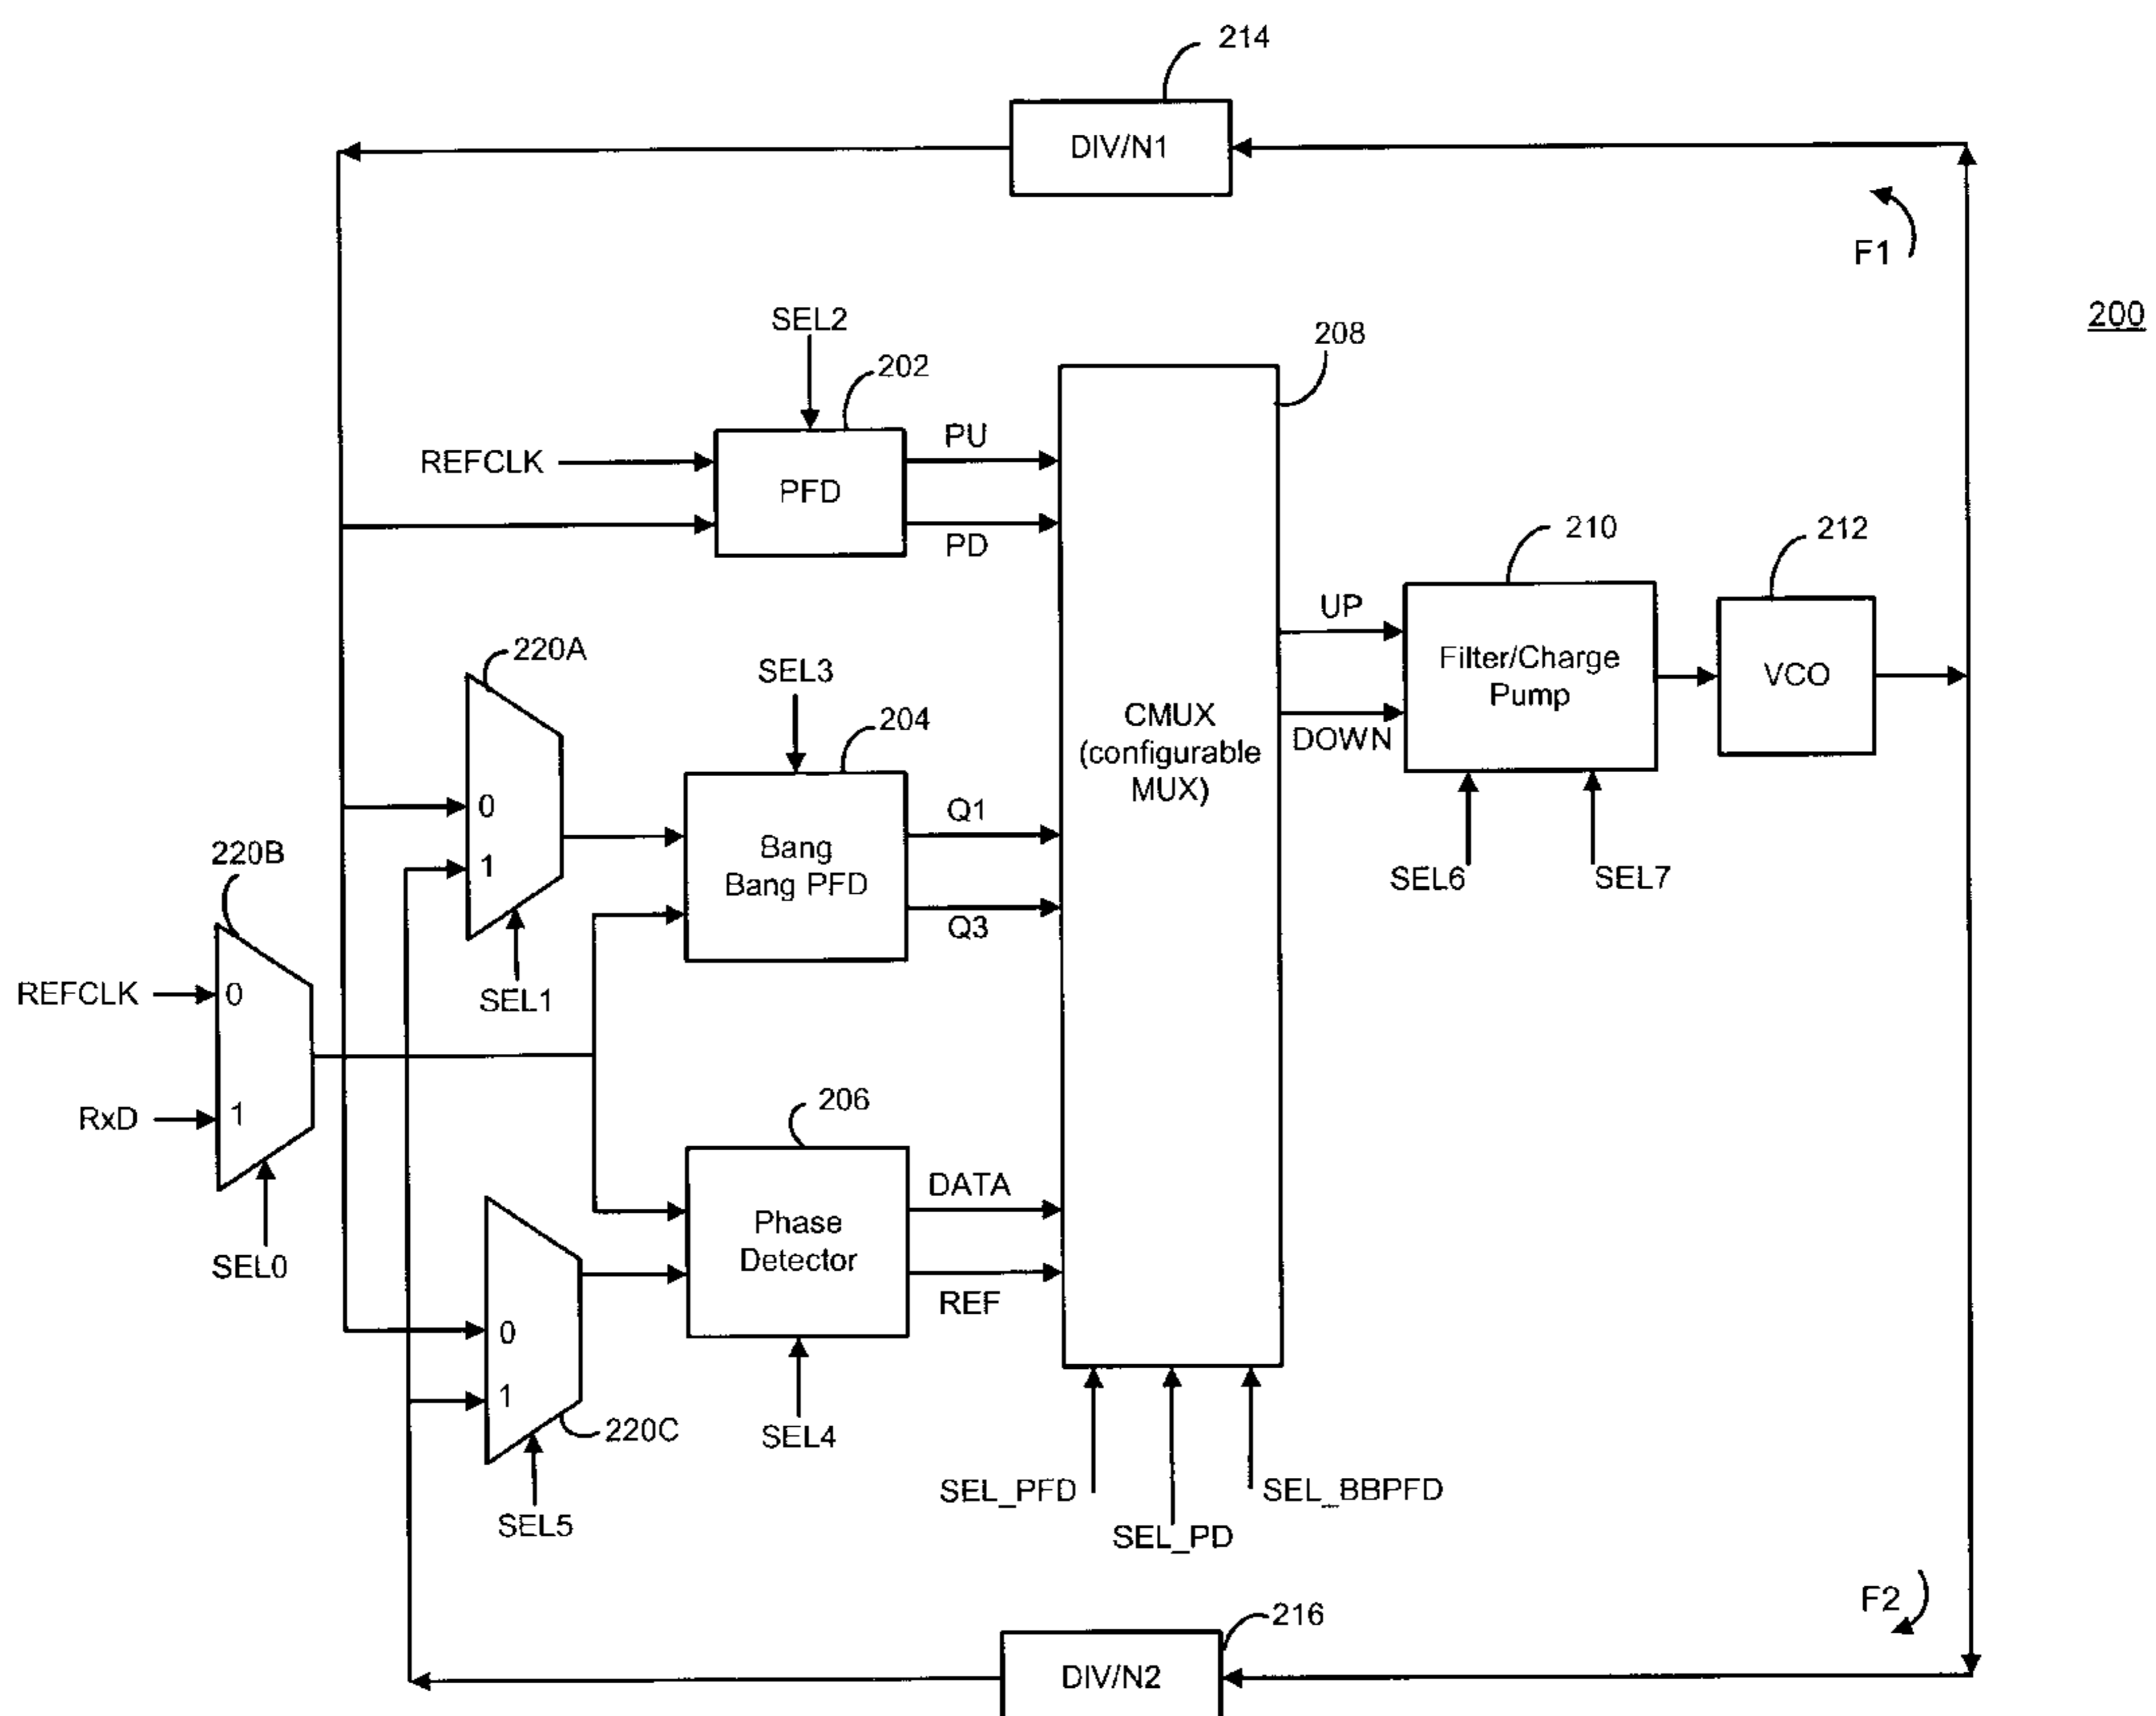 214
DIV/N1
F1
200
SEL2
208
202
REFCLK
PU
PFD
PD
210
212
UP
220A
SEL3
Filter/Charge
Pump
VCO
204
CMUX
(configurable
MUX)
DOWN
0
Q1
220B
Bang
Bang PFD
1
SEL6
SEL7
Q3
REFCLK
0
SEL1
206
RxD
1
DATA
Phase
Detector
SEL0
REF
0
1
220C
SEL4
SEL_PFD
SEL_BBPFD
SEL5
SEL_PD
F2
216
DIV/N2